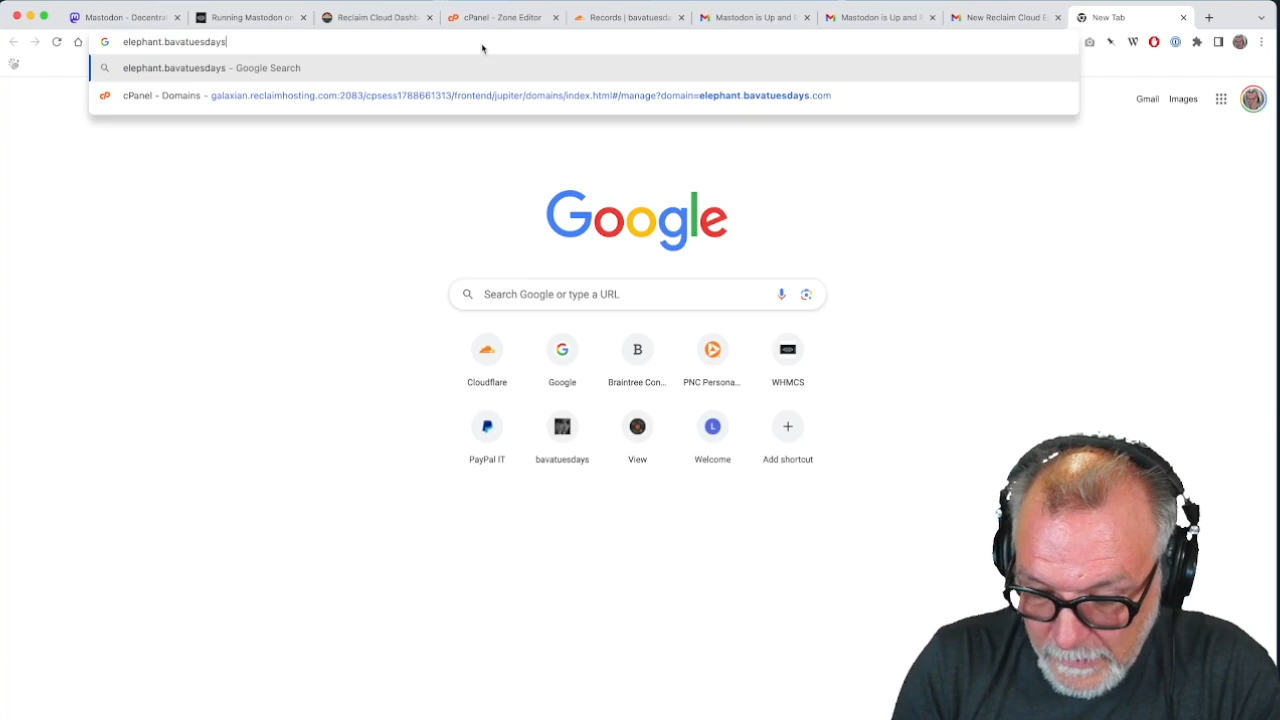 Mastodon - Decentra
Running Mastodon on
Reclaim Cloud Dashb
cPanel - Zone Editor
Records | bavatuesda
Mastodon is Up and F
Mastodon is Up and F
New Reclaim Cloud E
New Tab
elephant.bavatuesdays
elephant.bavatuesdays - Google Search
cPanel - Domains - galaxian.reclaimhosting.com:2083/cpsess1788661313/frontend/jupiter/domains/index.html#/manage?domain=elephant.bavatuesdays.com
Gmail Images
Google
Search Google or type a URL
Cloudflare
Google
Braintree Con...
PNC Persona...
WHMCS
PayPal IT
bavatuesdays
View
Welcome
Add shortcut